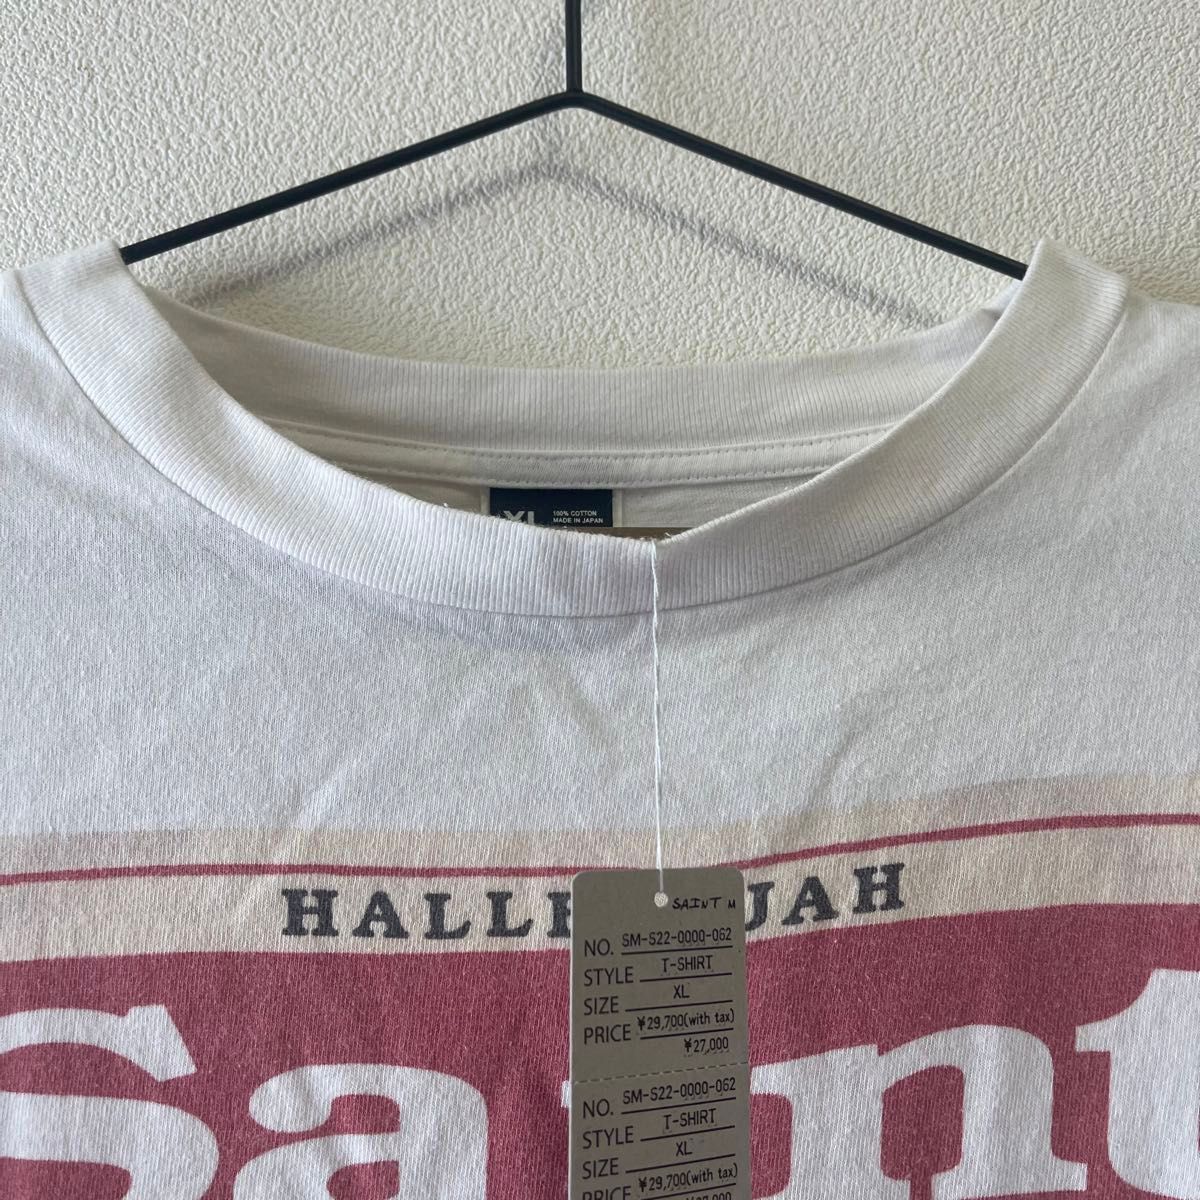 XL
100% COTTON
MADE IN JAPAN
HALLE JAH
Saint
SAINT M
NO. SM-S22-0000-062
STYLE T-SHIRT
SIZE XL
PRICE ¥29,700(with tax)
¥27,000
NO. SM-S22-0000-062
STYLE T-SHIRT
SIZE XL
PRICE ¥29,700(with tax)